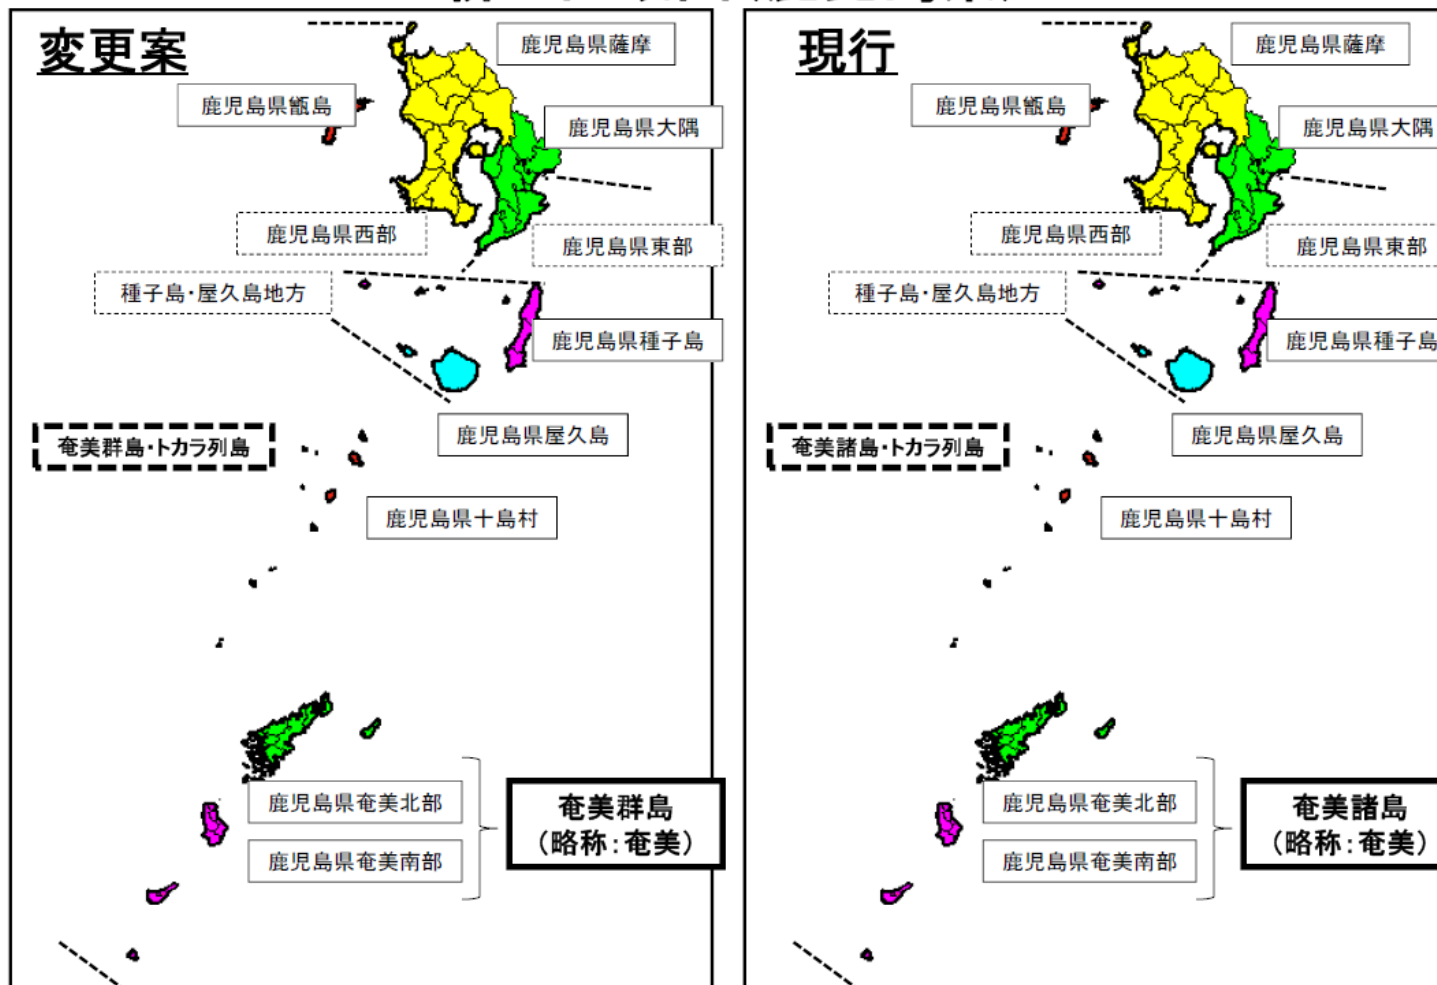 変更案
鹿児島県薩摩
鹿児島県甑島
鹿児島県大隅
鹿児島県西部
鹿児島県東部
種子島・屋久島地方
鹿児島県種子島
鹿児島県屋久島
奄美群島・トカラ列島
鹿児島県十島村
鹿児島県奄美北部
鹿児島県奄美南部
奄美群島
（略称：奄美）
現行
鹿児島県薩摩
鹿児島県甑島
鹿児島県大隅
鹿児島県西部
鹿児島県東部
種子島・屋久島地方
鹿児島県種子島
鹿児島県屋久島
奄美諸島・トカラ列島
鹿児島県十島村
鹿児島県奄美北部
鹿児島県奄美南部
奄美諸島
（略称：奄美）